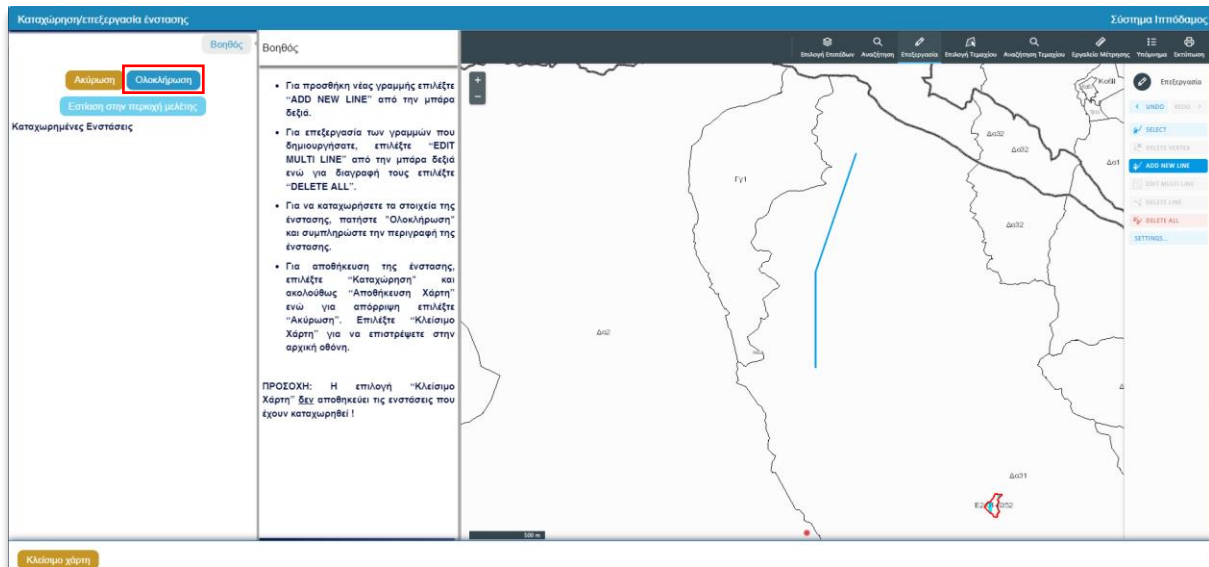 Καταχώρηση/επεξεργασία ένστασης
Σύστημα Ιππόδαμος
Βοηθός
Ακύρωση
Ολοκλήρωση
Εστίαση στην περιοχή μελέτης
Καταχωρημένες Ενστάσεις
Βοηθός
• Για προσθήκη νέας γραμμής επιλέξτε
"ADD NEW LINE" από την μπάρα
δεξιά.
• Για επεξεργασία των γραμμών που
δημιουργήσατε, επιλέξτε "EDIT
MULTI LINE" από την μπάρα δεξιά
ενώ για διαγραφή τους επιλέξτε
"DELETE ALL".
• Για να καταχωρήσετε τα στοιχεία της
ένστασης, πατήστε "Ολοκλήρωση"
και συμπληρώστε την περιγραφή της
ένστασης.
• Για αποθήκευση της ένστασης,
επιλέξτε "Καταχώρηση" και
ακολούθως "Αποθήκευση Χάρτη"
ενώ για απόρριψη επιλέξτε
"Ακύρωση". Επιλέξτε "Κλείσιμο
Χάρτη" για να επιστρέψετε στην
αρχική οθόνη.
ΠΡΟΣΟΧΗ: Η επιλογή "Κλείσιμο
Χάρτη" δεν αποθηκεύει τις ενστάσεις που
έχουν καταχωρηθεί !
Επιλογή Επιπέδων
Αναζήτηση
Επεξεργασία
Επιλογή Τεμαχίου
Αναζήτηση Τεμαχίου
Εργαλεία Μέτρησης
Υπόμνημα
Εκτύπωση
+
−
Γγ1
Δα32
Δα32
Δα1
Δα32
Δα2
Δα31
500 m
Επεξεργασία
UNDO
REDO
SELECT
DELETE VERTEX
ADD NEW LINE
EDIT MULTI LINE
DELETE LINE
DELETE ALL
SETTINGS...
Κλείσιμο χάρτη